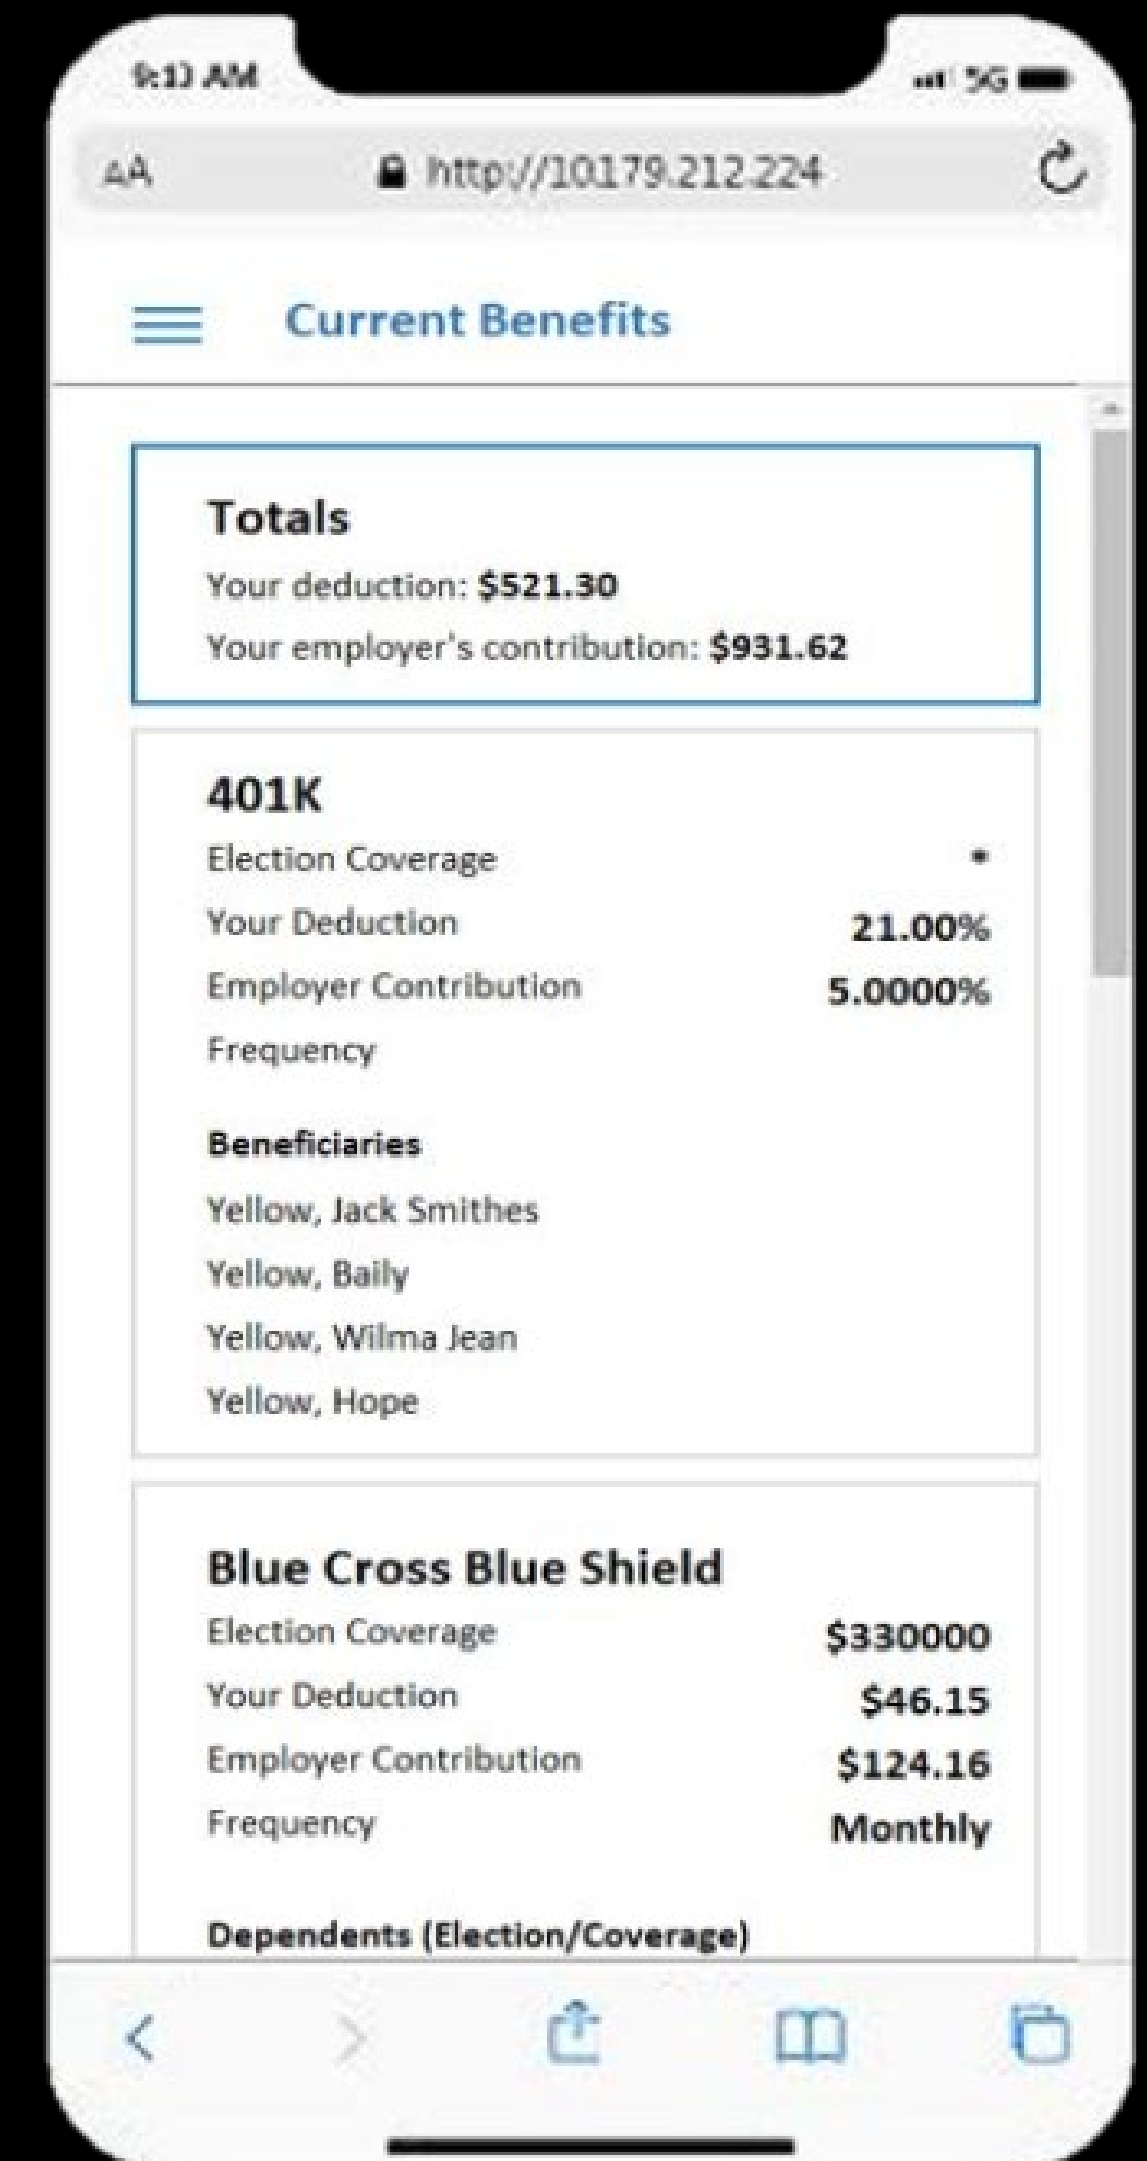 9:13 AM 5G
AA http://10.179.212.224
Current Benefits
Totals
Your deduction: $521.30
Your employer's contribution: $931.62
401K
Election Coverage *
Your Deduction 21.00%
Employer Contribution 5.0000%
Frequency
Beneficiaries
Yellow, Jack Smithes
Yellow, Baily
Yellow, Wilma Jean
Yellow, Hope
Blue Cross Blue Shield
Election Coverage $330000
Your Deduction $46.15
Employer Contribution $124.16
Frequency Monthly
Dependents (Election/Coverage)